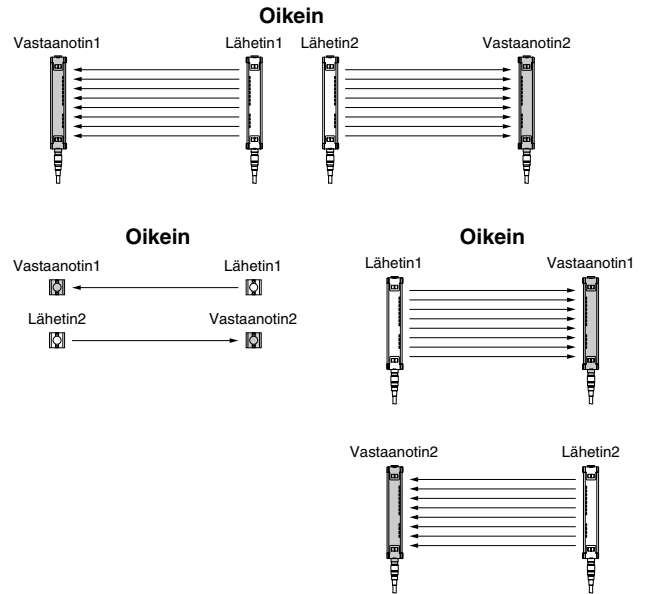 Oikein
Vastaanotin1 Lähetin1 Lähetin2 Vastaanotin2
Oikein
Vastaanotin1 Lähetin1
Lähetin2 Vastaanotin2
Oikein
Lähetin1 Vastaanotin1
Vastaanotin2 Lähetin2